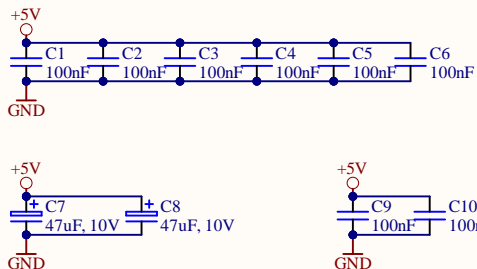 +5V
C1 C2 C3 C4 C5 C6
100nF 100nF 100nF 100nF 100nF 100nF
GND
+5V +5V
+ C7 + C8 C9 C10
47uF, 10V 47uF, 10V 100nF
GND GND